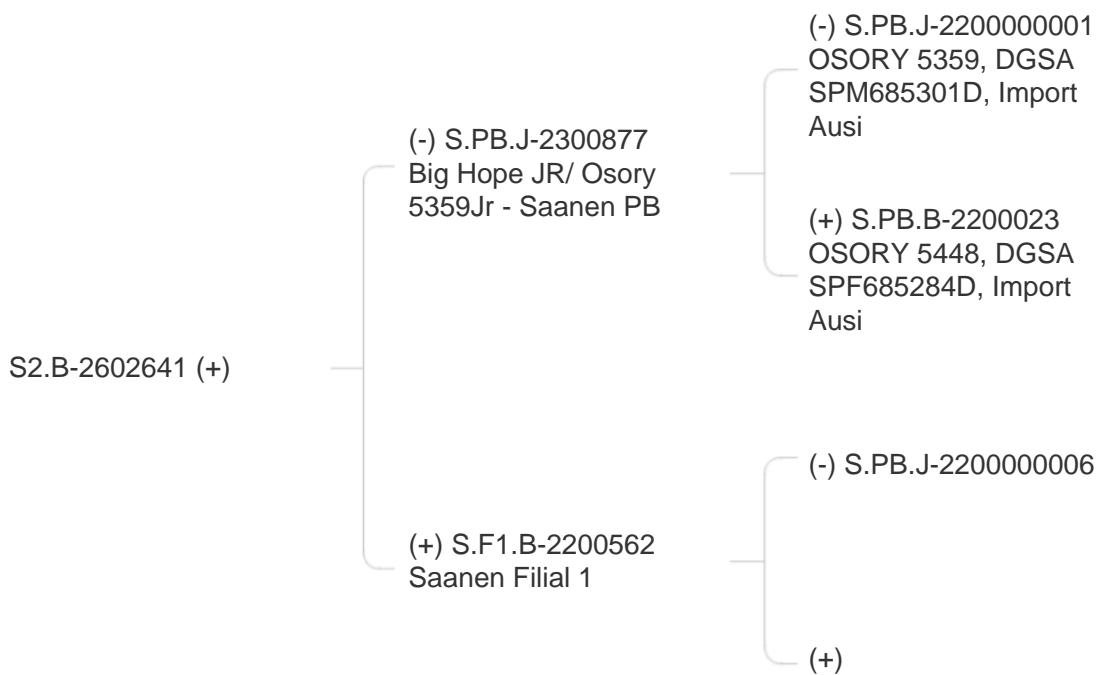 (-) S.PB.J-2200000001
OSORY 5359, DGSA
SPM685301D, Import
Ausi
(-) S.PB.J-2300877
Big Hope JR/ Osory
5359Jr - Saanen PB
(+) S.PB.B-2200023
OSORY 5448, DGSA
SPF685284D, Import
Ausi
S2.B-2602641 (+)
(-) S.PB.J-2200000006
(+) S.F1.B-2200562
Saanen Filial 1
(+)